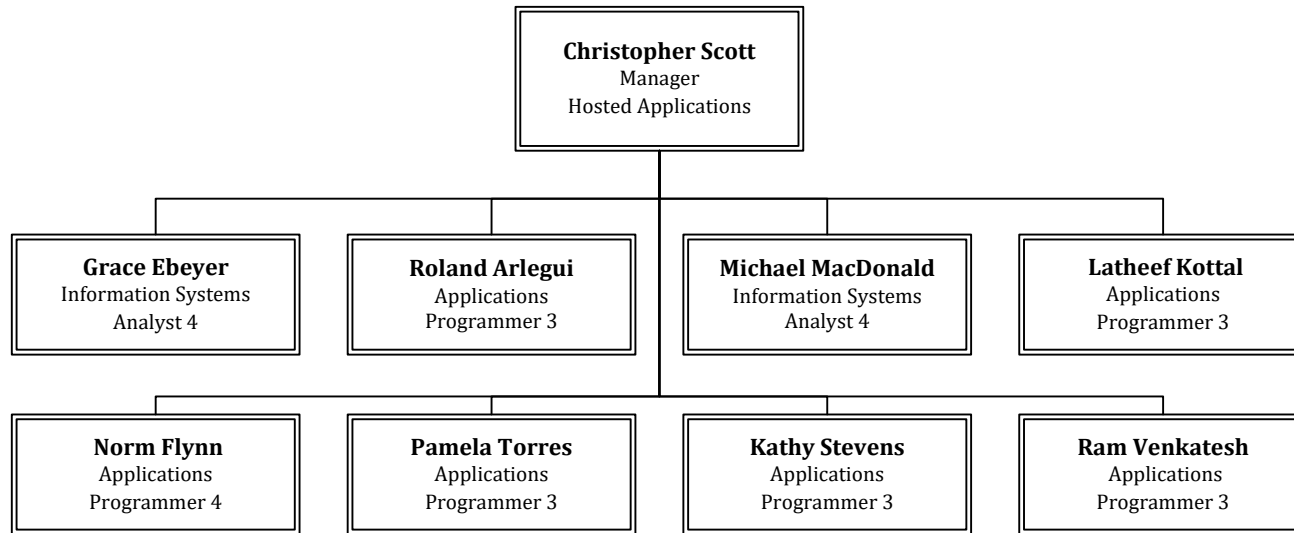 Christopher Scott
Manager
Hosted Applications
Grace Ebeyer
Information Systems
Analyst 4
Roland Arlegui
Applications
Programmer 3
Michael MacDonald
Information Systems
Analyst 4
Latheef Kottal
Applications
Programmer 3
Norm Flynn
Applications
Programmer 4
Pamela Torres
Applications
Programmer 3
Kathy Stevens
Applications
Programmer 3
Ram Venkatesh
Applications
Programmer 3